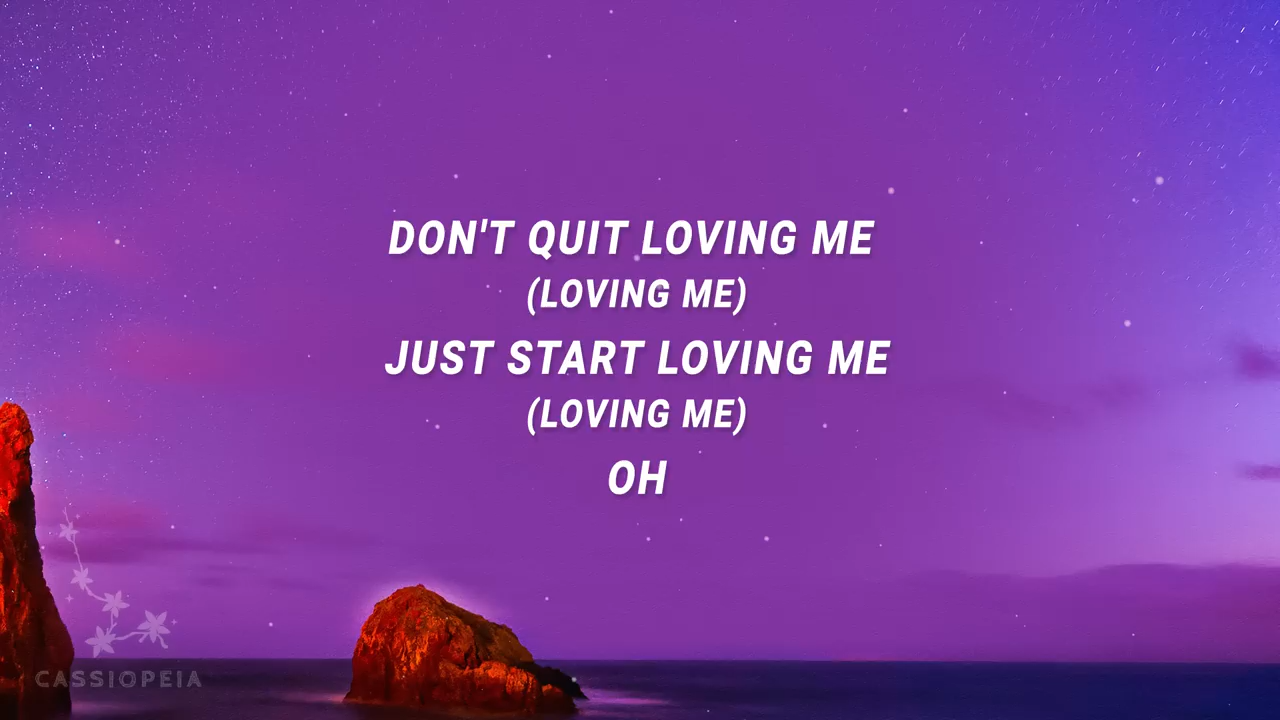 DON'T QUIT LOVING ME
(LOVING ME)
JUST START LOVING ME
(LOVING ME)
OH
CASSIOPEIA